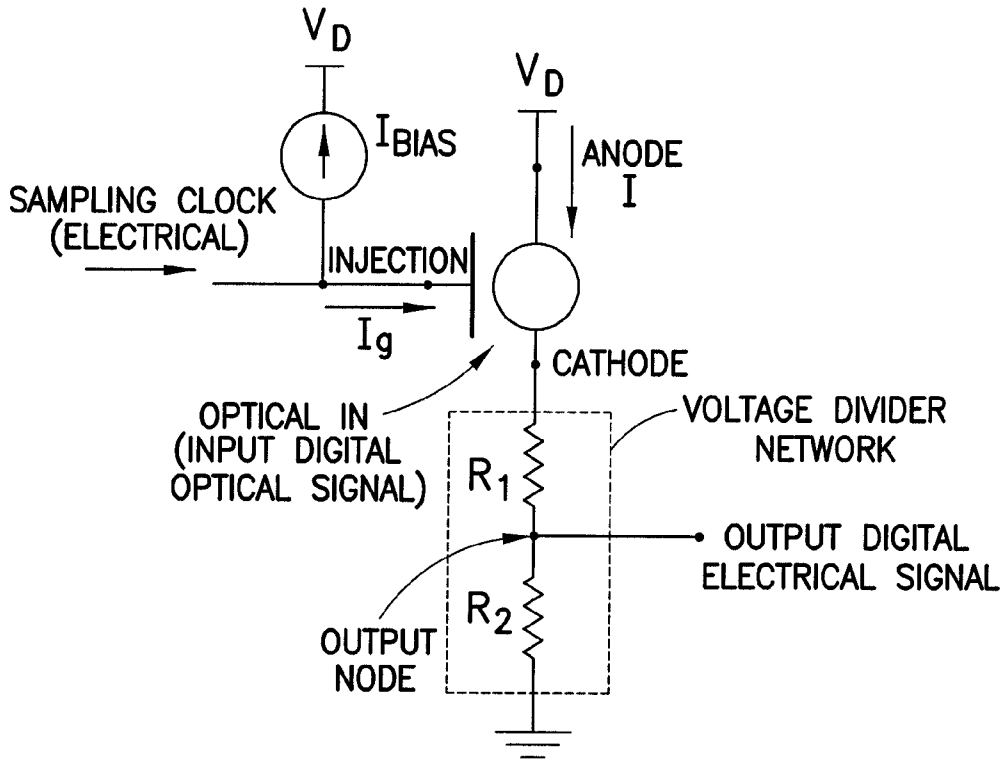 V_D
I_BIAS
V_D
ANODE
I
SAMPLING CLOCK
(ELECTRICAL)
INJECTION
I_g
CATHODE
OPTICAL IN
(INPUT DIGITAL
OPTICAL SIGNAL)
VOLTAGE DIVIDER
NETWORK
R_1
OUTPUT DIGITAL
ELECTRICAL SIGNAL
R_2
OUTPUT
NODE